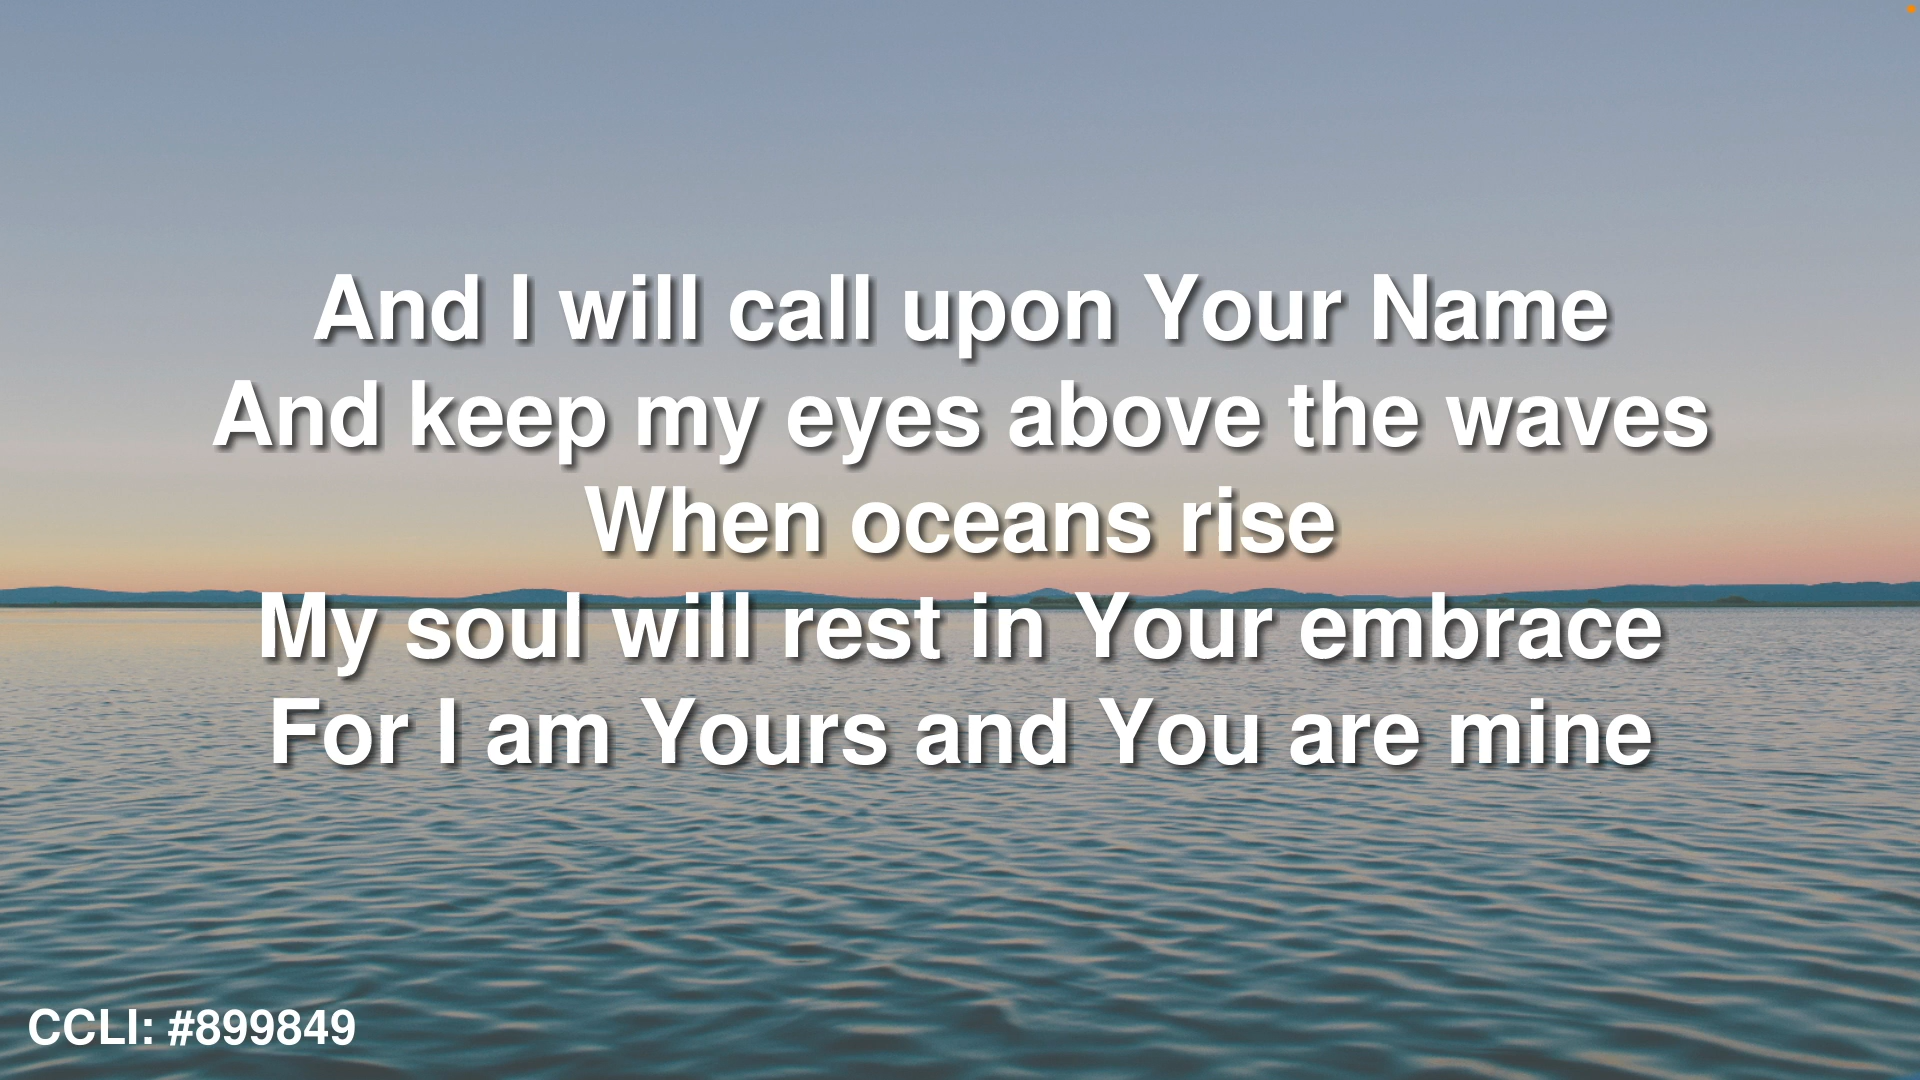 And I will call upon Your Name
And keep my eyes above the waves
When oceans rise
My soul will rest in Your embrace
For I am Yours and You are mine
CCLI: #899849